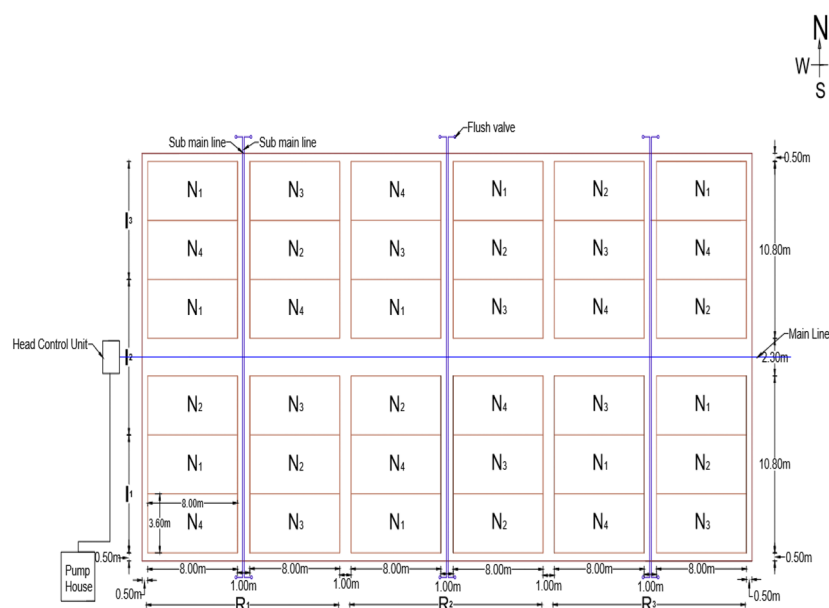 N
W
S
Flush valve
Sub main line
Sub main line
0.50m
N1 N3 N4 N1 N2 N1
I3
N4 N2 N3 N2 N3 N4
10.80m
N1 N4 N1 N3 N4 N2
Head Control Unit
Main Line
I2
2.30m
N2 N3 N2 N4 N3 N1
N1 N2 N4 N3 N1 N2
10.80m
I1
8.00m
3.60m
N4 N3 N1 N2 N4 N3
0.50m
0.50m
Pump
House
8.00m 8.00m 8.00m 8.00m 8.00m 8.00m
1.00m 1.00m 1.00m 1.00m 1.00m
0.50m
0.50m
R1 R2 R3